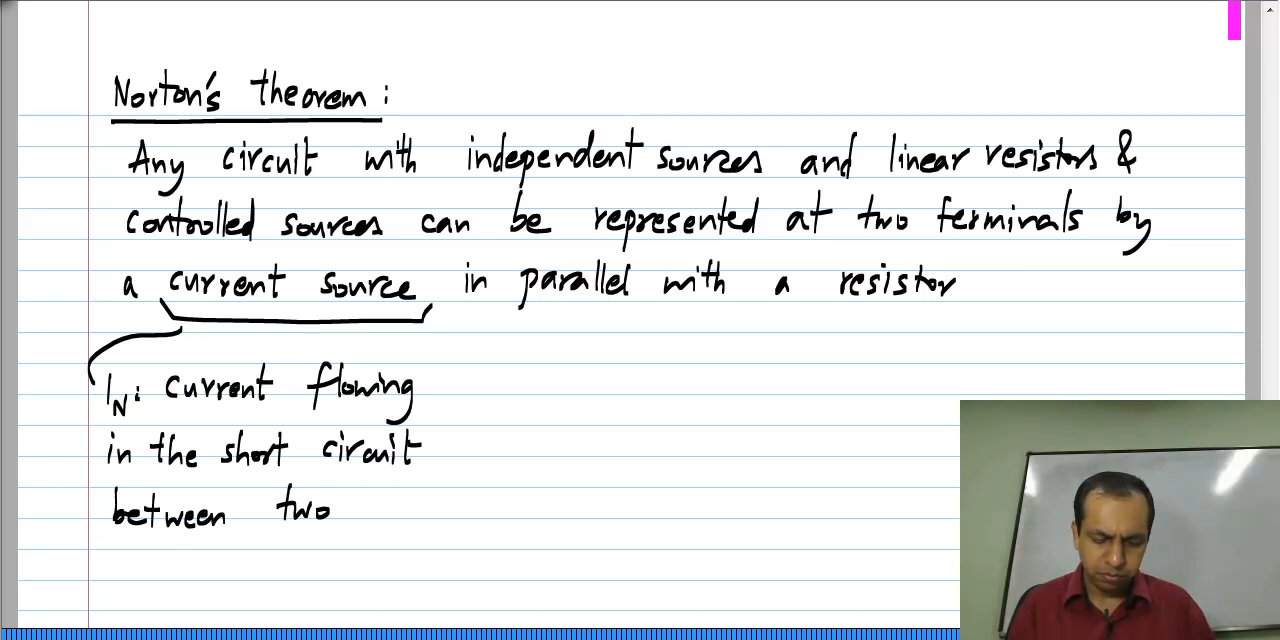 Norton's theorem:
Any circuit with independent sources and linear resistors &
controlled sources can be represented at two terminals by
a current source in parallel with a resistor
I_N: current flowing
in the short circuit
between two